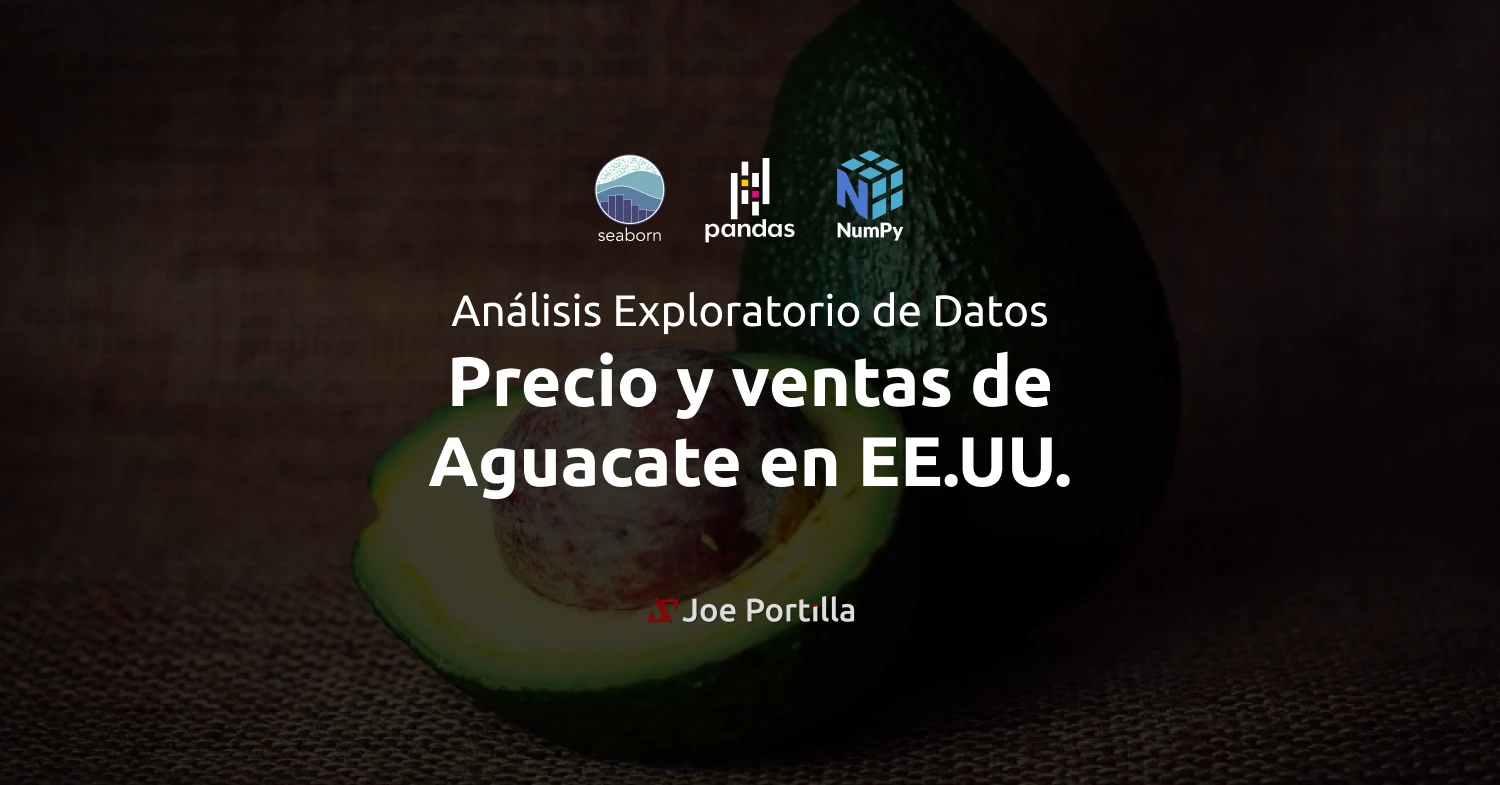 seaborn
pandas
NumPy
Análisis Exploratorio de Datos
Precio y ventas de
Aguacate en EE.UU.
Joe Portilla